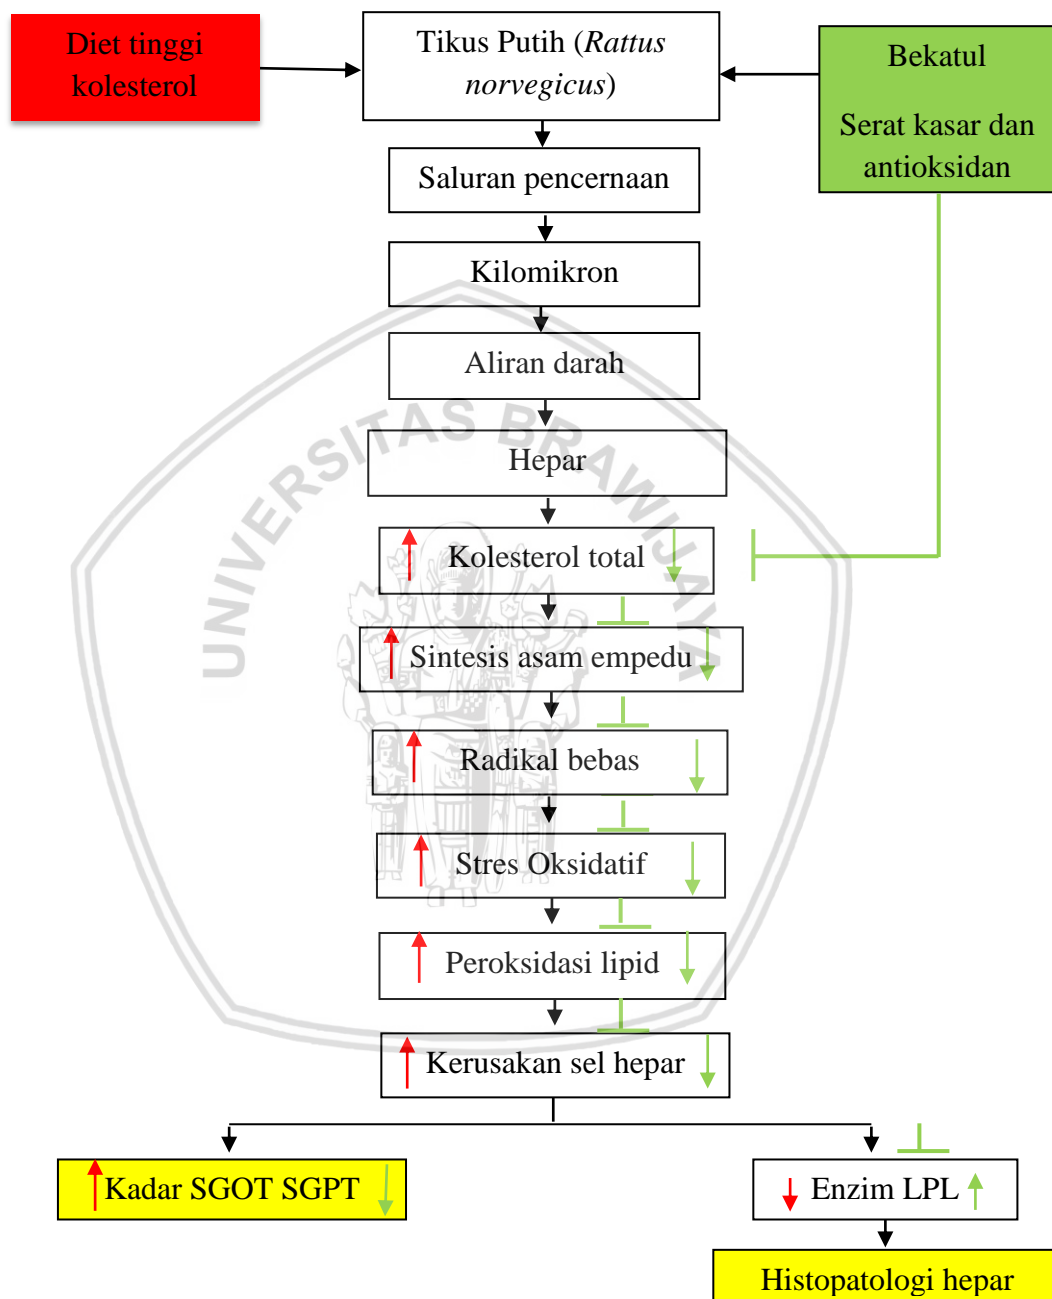 Diet tinggi
kolesterol
Tikus Putih (Rattus
norvegicus)
Bekatul
Serat kasar dan
antioksidan
Saluran pencernaan
Kilomikron
Aliran darah
UNIVERSITAS BRAWIJAYA
Hepar
Kolesterol total
Sintesis asam empedu
Radikal bebas
Stres Oksidatif
Peroksidasi lipid
Kerusakan sel hepar
Kadar SGOT SGPT
Enzim LPL
Histopatologi hepar